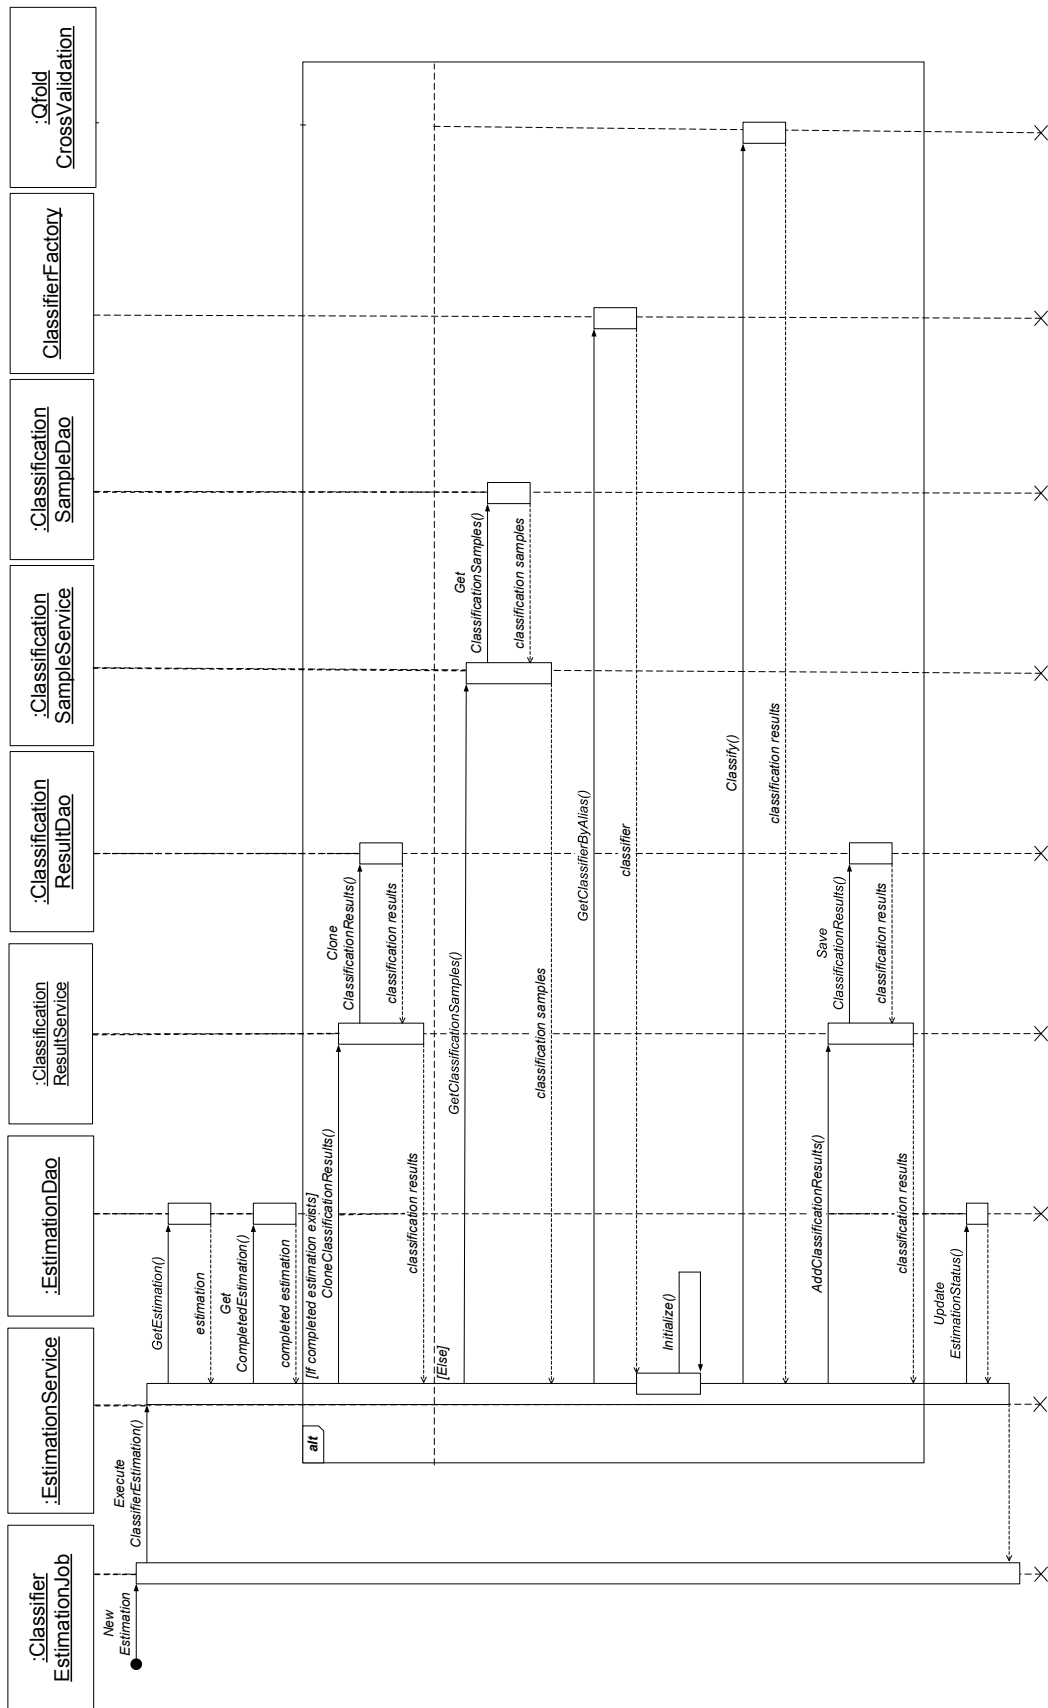 :Classifier
EstimationJob
:EstimationService
:EstimationDao
:Classification
ResultService
:Classification
ResultDao
:Classification
SampleService
:Classification
SampleDao
ClassifierFactory
:Qfold
CrossValidation
New
Estimation
Execute
ClassifierEstimation()
GetEstimation()
estimation
Get
CompletedEstimation()
completed estimation
alt
[If completed estimation exists]
CloneClassificationResults()
Clone
ClassificationResults()
classification results
classification results
[Else]
GetClassificationSamples()
Get
ClassificationSamples()
classification samples
classification samples
GetClassifierByAlias()
classifier
Initialize()
Classify()
classification results
AddClassificationResults()
Save
ClassificationResults()
classification results
classification results
Update
EstimationStatus()